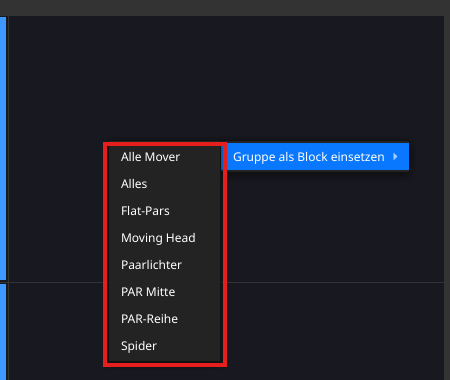 Gruppe als Block einsetzen
Alle Mover
Alles
Flat-Pars
Moving Head
Paarlichter
PAR Mitte
PAR-Reihe
Spider